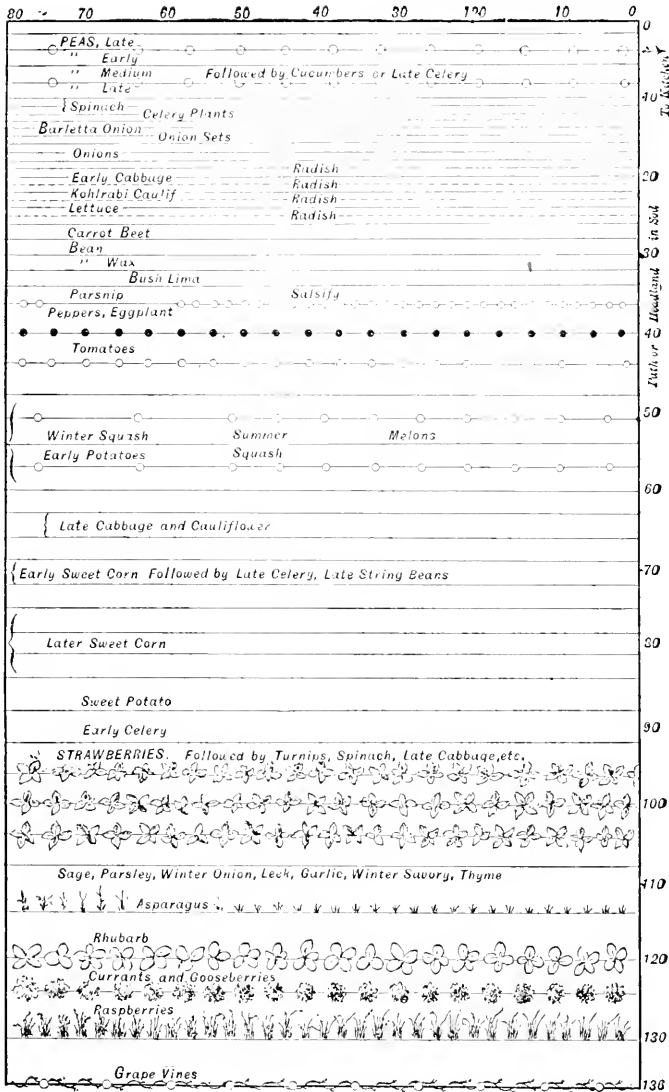 80 70 60 50 40 30 20 10 0
PEAS, Late
" Early
" Medium Followed by Cucumbers or Late Celery
" Late
10
To Kitchen
{Spinach
Celery Plants
Barletta Onion
Onion Sets
Onions
Radish
Early Cabbage
20
Radish
Kohlrabi Caulif
Radish
Lettuce
Radish
Carrot Beet
Bean
30
" Wax
Bush Lima
Path or Headland in Sod
Parsnip Salsify
Peppers, Eggplant
40
Tomatoes
50
Winter Squash Summer Melons
Early Potatoes Squash
60
Late Cabbage and Cauliflower
70
Early Sweet Corn Followed by Late Celery, Late String Beans
80
Later Sweet Corn
Sweet Potato
90
Early Celery
STRAWBERRIES. Followed by Turnips, Spinach, Late Cabbage, etc.
100
Sage, Parsley, Winter Onion, Leek, Garlic, Winter Savory, Thyme
110
Asparagus
Rhubarb
120
Currants and Gooseberries
Raspberries
130
Grape Vines
136